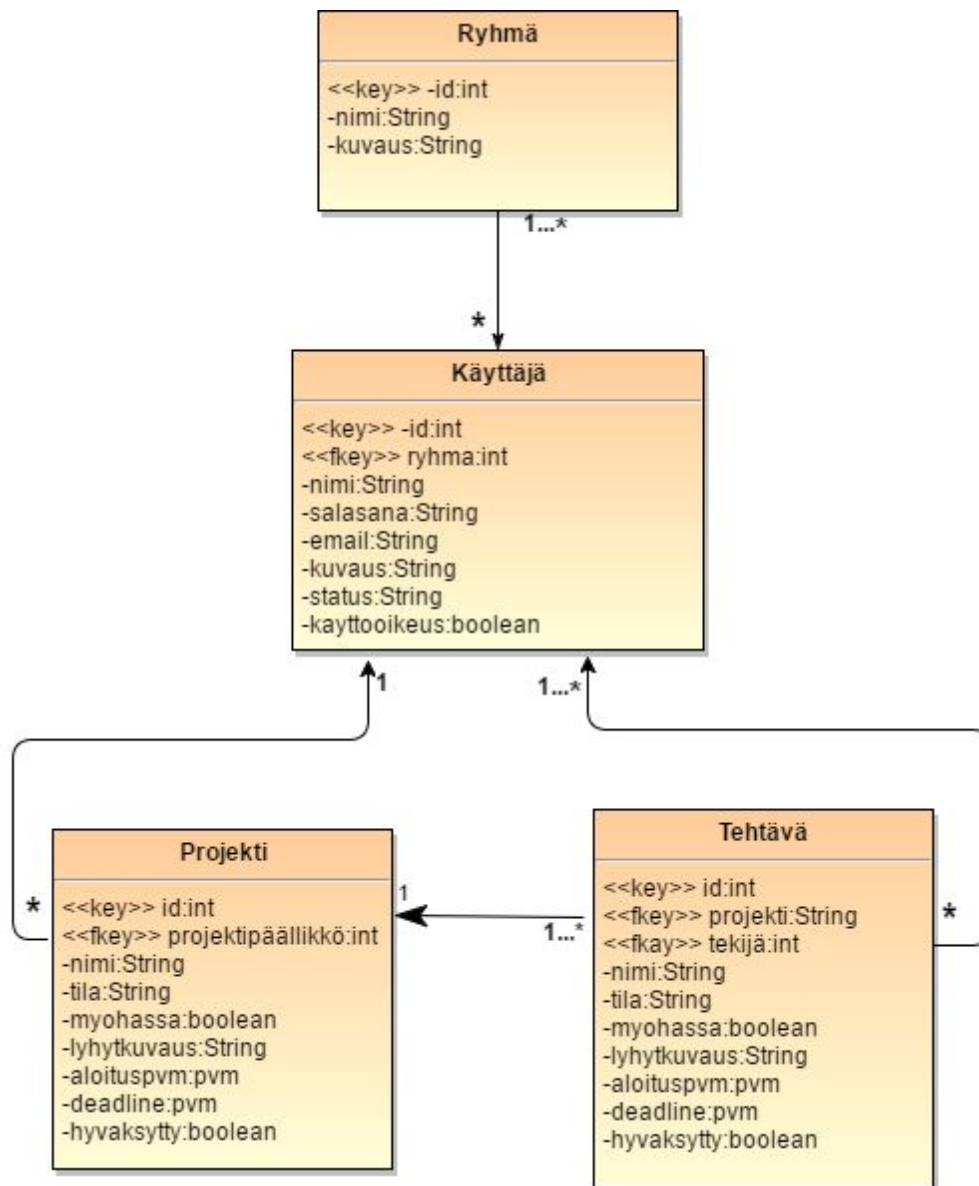 Ryhmä
<<key>> -id:int
-nimi:String
-kuvaus:String
1...*
*
Käyttäjä
<<key>> -id:int
<<fkey>> ryhma:int
-nimi:String
-salasana:String
-email:String
-kuvaus:String
-status:String
-kayttooikeus:boolean
1
1...*
Projekti
*
<<key>> id:int
<<fkey>> projektipäällikkö:int
-nimi:String
-tila:String
-myohassa:boolean
-lyhytkuvaus:String
-aloituspvm:pvm
-deadline:pvm
-hyvaksytty:boolean
1
1...*
Tehtävä
*
<<key>> id:int
<<fkey>> projekti:String
<<fkay>> tekijä:int
-nimi:String
-tila:String
-myohassa:boolean
-lyhytkuvaus:String
-aloituspvm:pvm
-deadline:pvm
-hyvaksytty:boolean